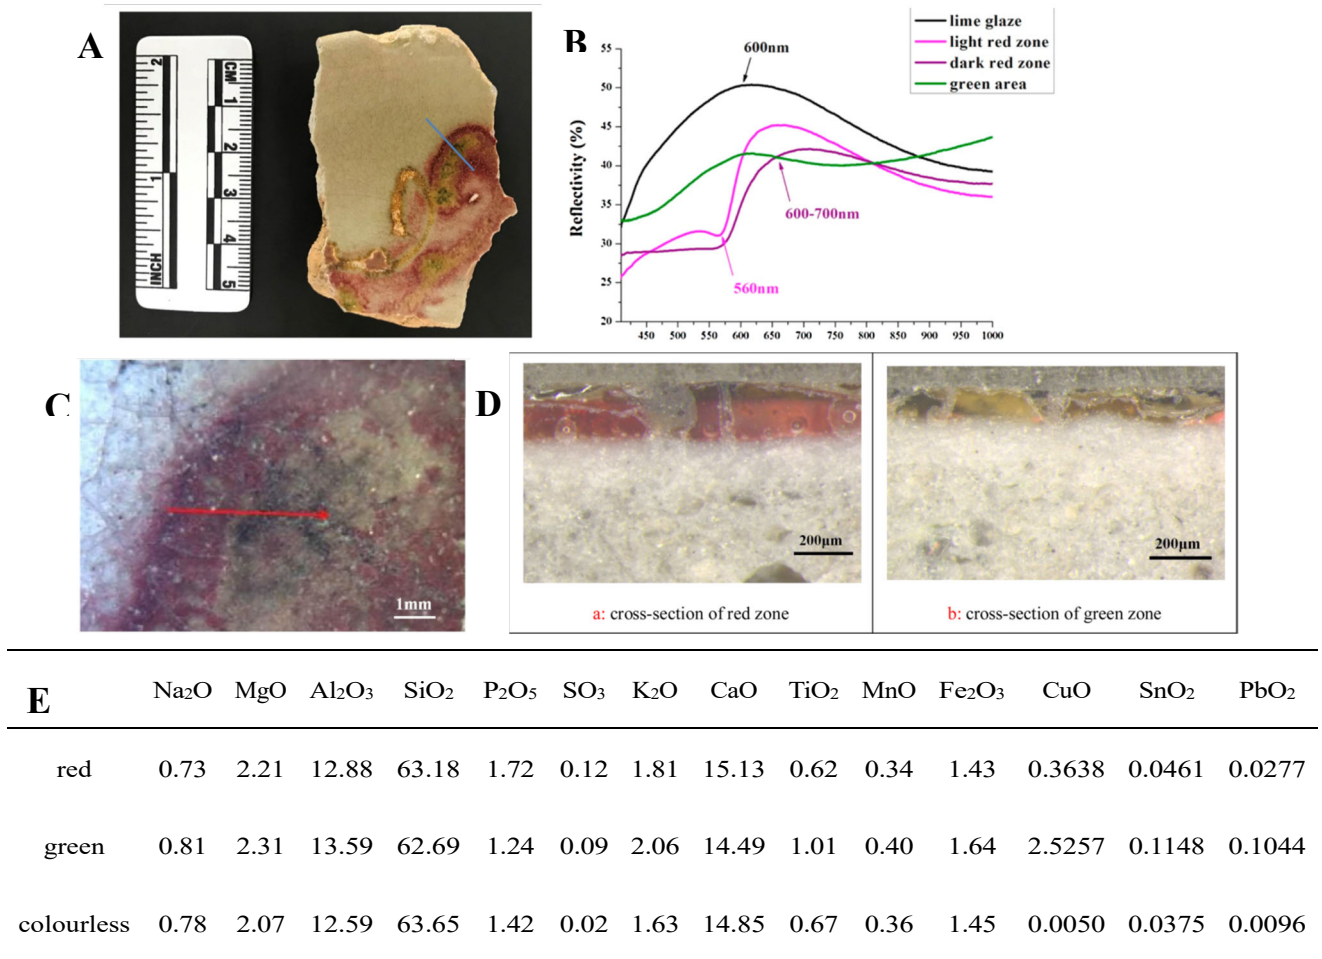 A
2
1
INCH
CM
1
2
3
4
5
B
lime glaze
light red zone
dark red zone
green area
600nm
600-700nm
560nm
Reflectivity (%)
55
50
45
40
35
30
25
20
450 500 550 600 650 700 750 800 850 900 950 1000
C
1mm
D
200μm
200μm
a: cross-section of red zone
b: cross-section of green zone
E Na₂O MgO Al₂O₃ SiO₂ P₂O₅ SO₃ K₂O CaO TiO₂ MnO Fe₂O₃ CuO SnO₂ PbO₂
red 0.73 2.21 12.88 63.18 1.72 0.12 1.81 15.13 0.62 0.34 1.43 0.3638 0.0461 0.0277
green 0.81 2.31 13.59 62.69 1.24 0.09 2.06 14.49 1.01 0.40 1.64 2.5257 0.1148 0.1044
colourless 0.78 2.07 12.59 63.65 1.42 0.02 1.63 14.85 0.67 0.36 1.45 0.0050 0.0375 0.0096